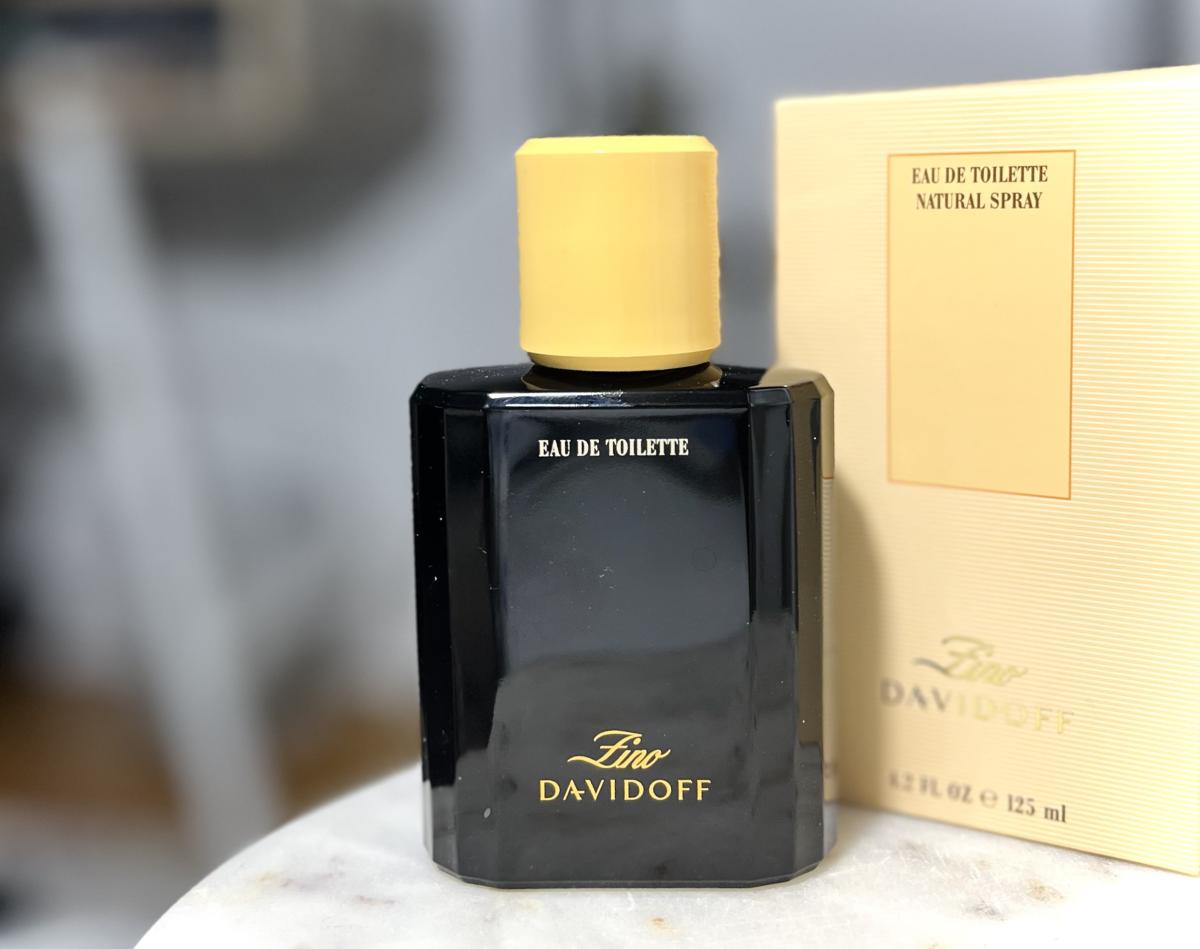 EAU DE TOILETTE
Zino
DAVIDOFF
EAU DE TOILETTE
NATURAL SPRAY
Zino
DAVIDOFF
4.2 FL OZ ℮ 125 ml